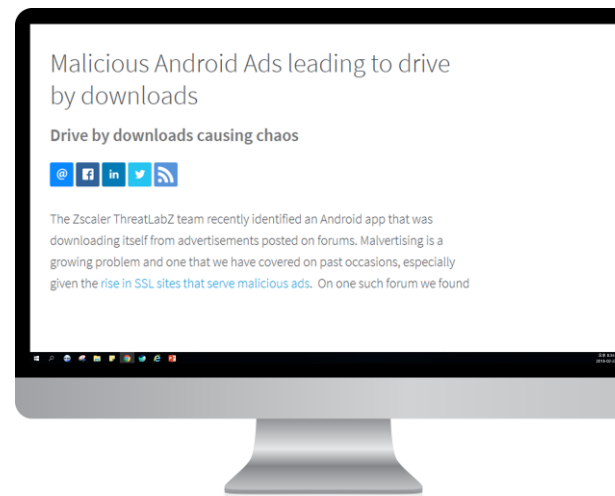 Malicious Android Ads leading to drive
by downloads
Drive by downloads causing chaos
The Zscaler ThreatLabZ team recently identified an Android app that was
downloading itself from advertisements posted on forums. Malvertising is a
growing problem and one that we have covered on past occasions, especially
given the rise in SSL sites that serve malicious ads. On one such forum we found